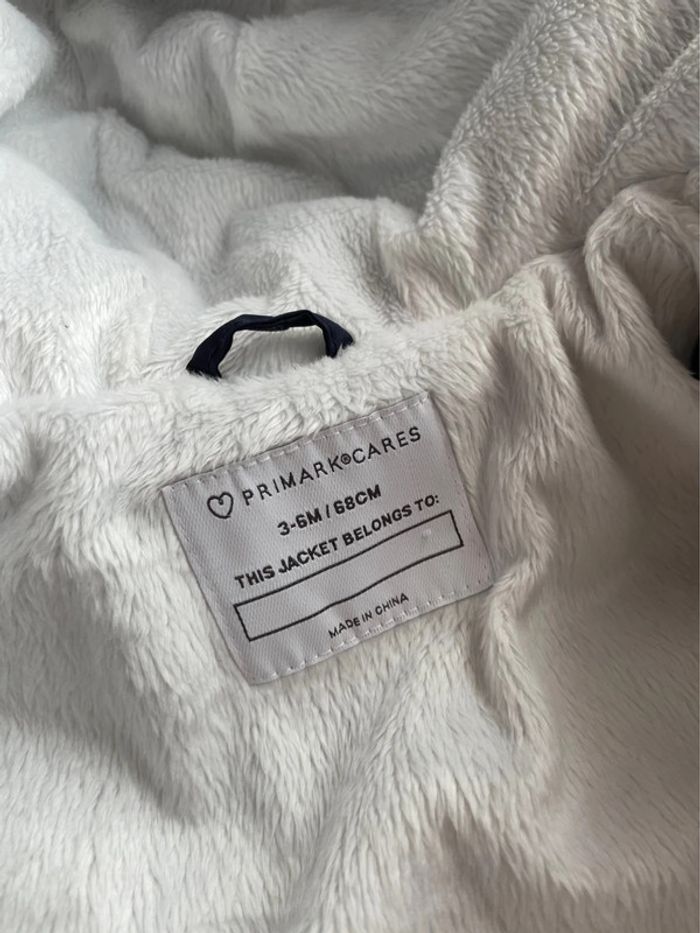 PRIMARK®CARES
3-6M / 68CM
THIS JACKET BELONGS TO:
MADE IN CHINA